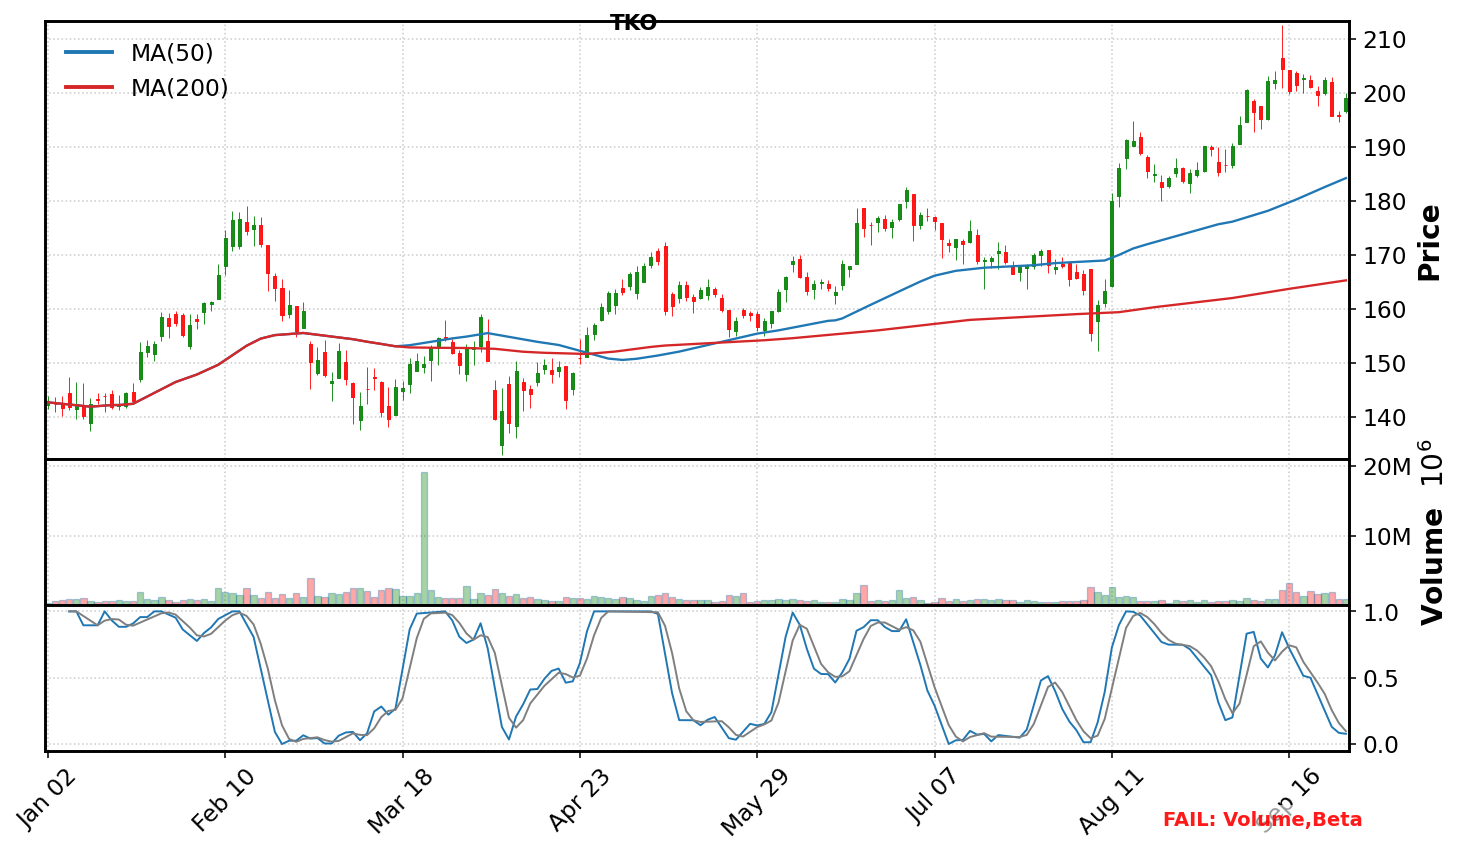 TKO
MA(50)
MA(200)
210
200
190
180
170
160
150
140
Price
20M
10M
Volume 10^6
1.0
0.5
0.0
Jan 02
Feb 10
Mar 18
Apr 23
May 29
Jul 07
Aug 11
Sep 16
FAIL: Volume,Beta